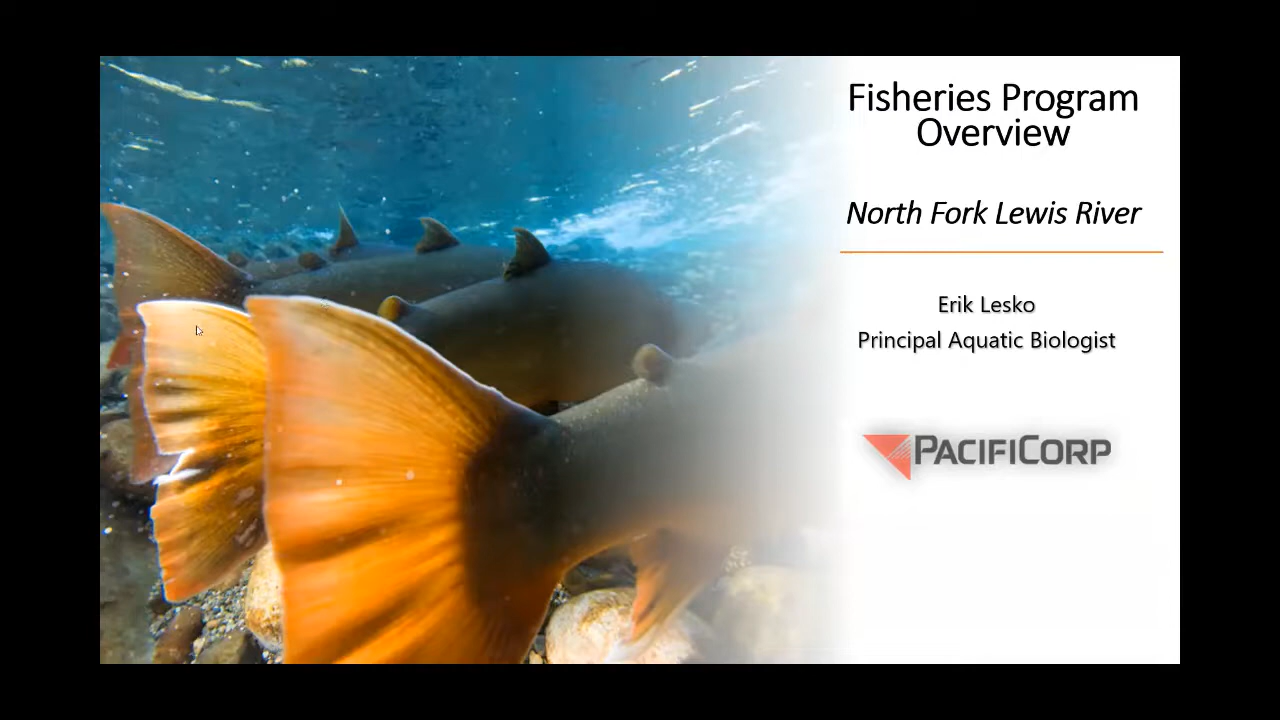 Fisheries Program
Overview
North Fork Lewis River
Erik Lesko
Principal Aquatic Biologist
PACIFICORP